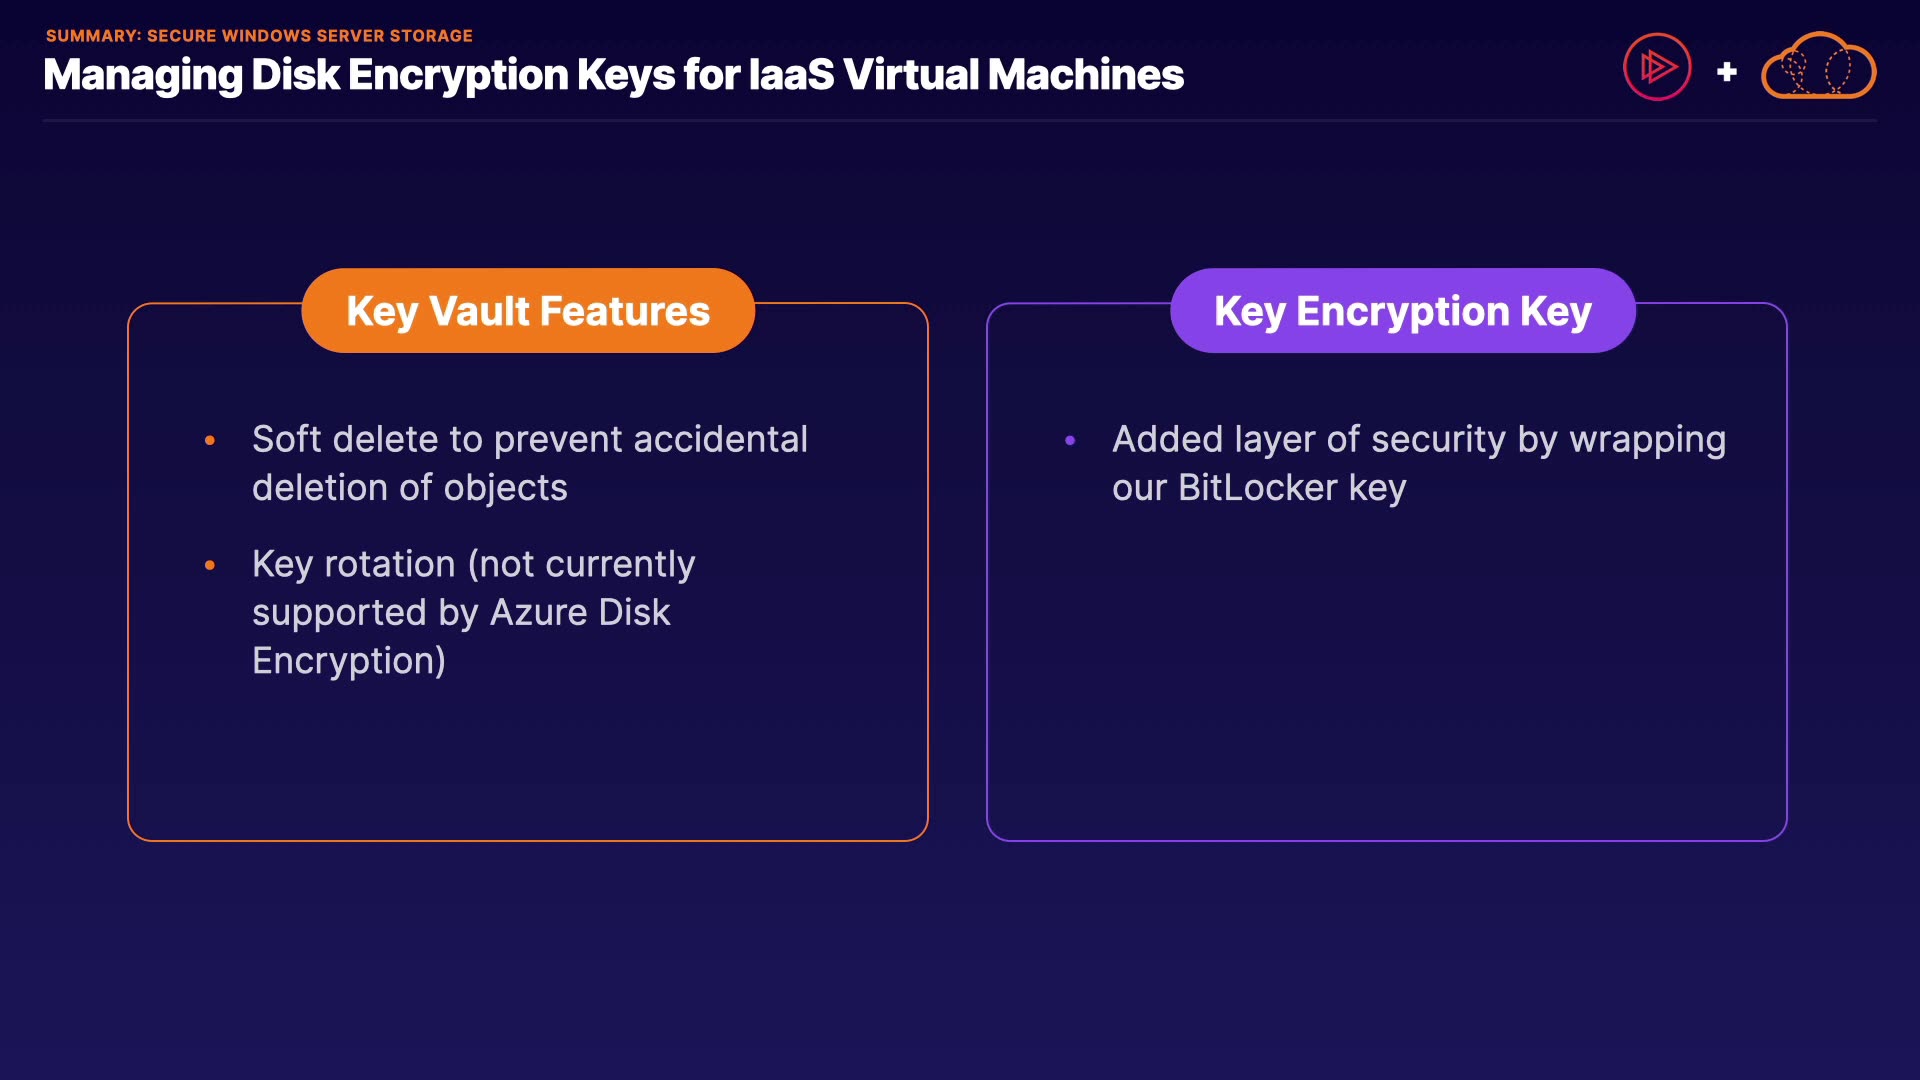 SUMMARY: SECURE WINDOWS SERVER STORAGE
Managing Disk Encryption Keys for IaaS Virtual Machines
+
Key Vault Features
• Soft delete to prevent accidental
deletion of objects
• Key rotation (not currently
supported by Azure Disk
Encryption)
Key Encryption Key
• Added layer of security by wrapping
our BitLocker key